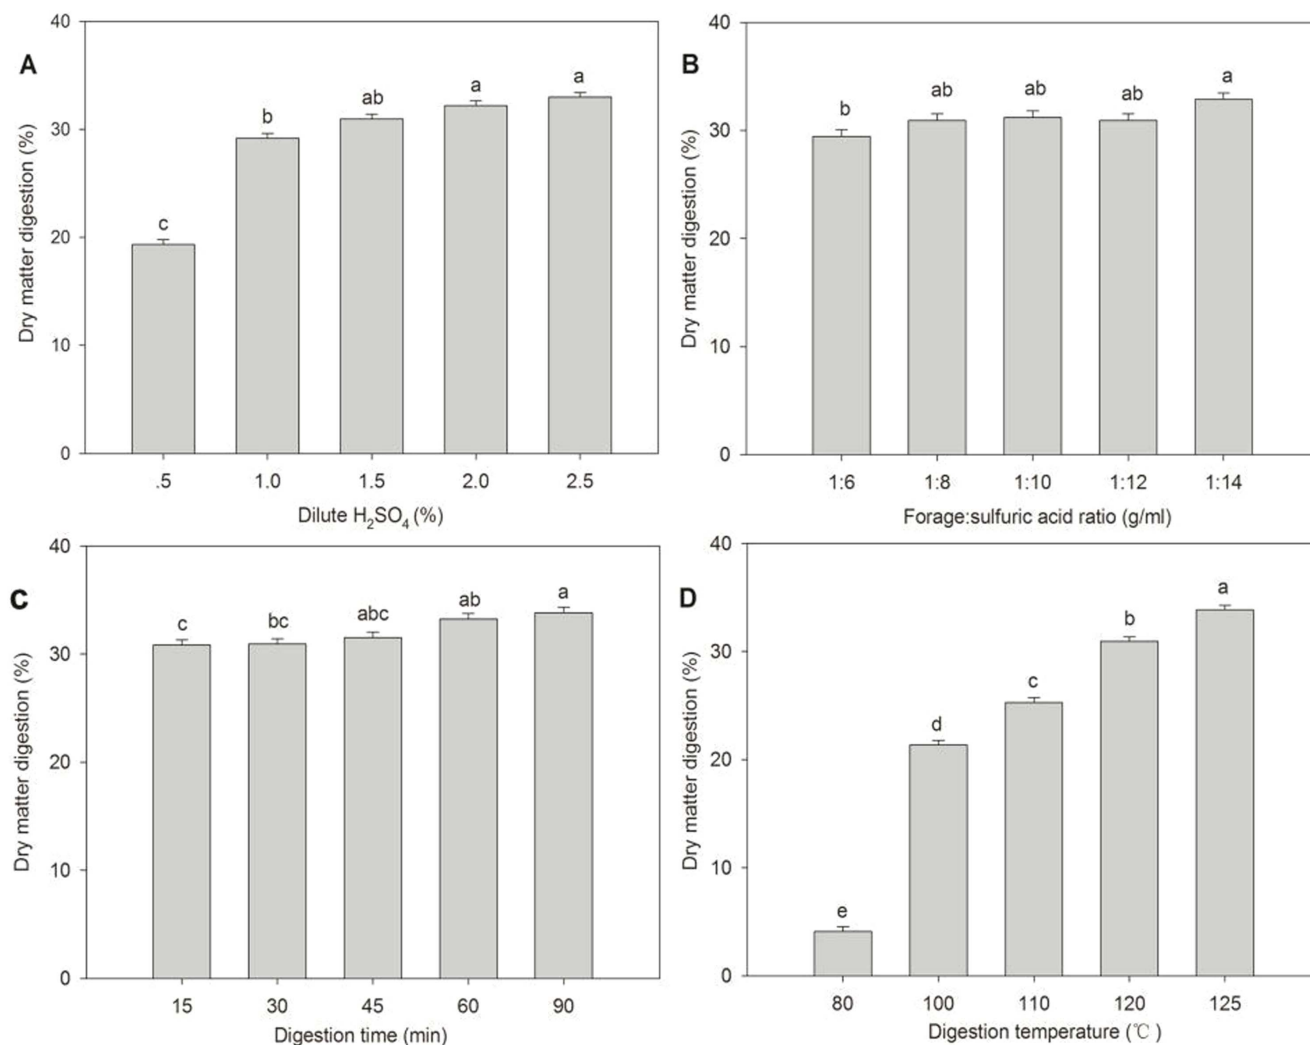 A
Dry matter digestion (%)
40
30
20
10
0
c
b
ab
a
a
.5 1.0 1.5 2.0 2.5
Dilute H₂SO₄ (%)
B
Dry matter digestion (%)
40
30
20
10
0
b
ab
ab
ab
a
1:6 1:8 1:10 1:12 1:14
Forage:sulfuric acid ratio (g/ml)
C
Dry matter digestion (%)
40
30
20
10
0
c
bc
abc
ab
a
15 30 45 60 90
Digestion time (min)
D
Dry matter digestion (%)
40
30
20
10
0
e
d
c
b
a
80 100 110 120 125
Digestion temperature (℃)